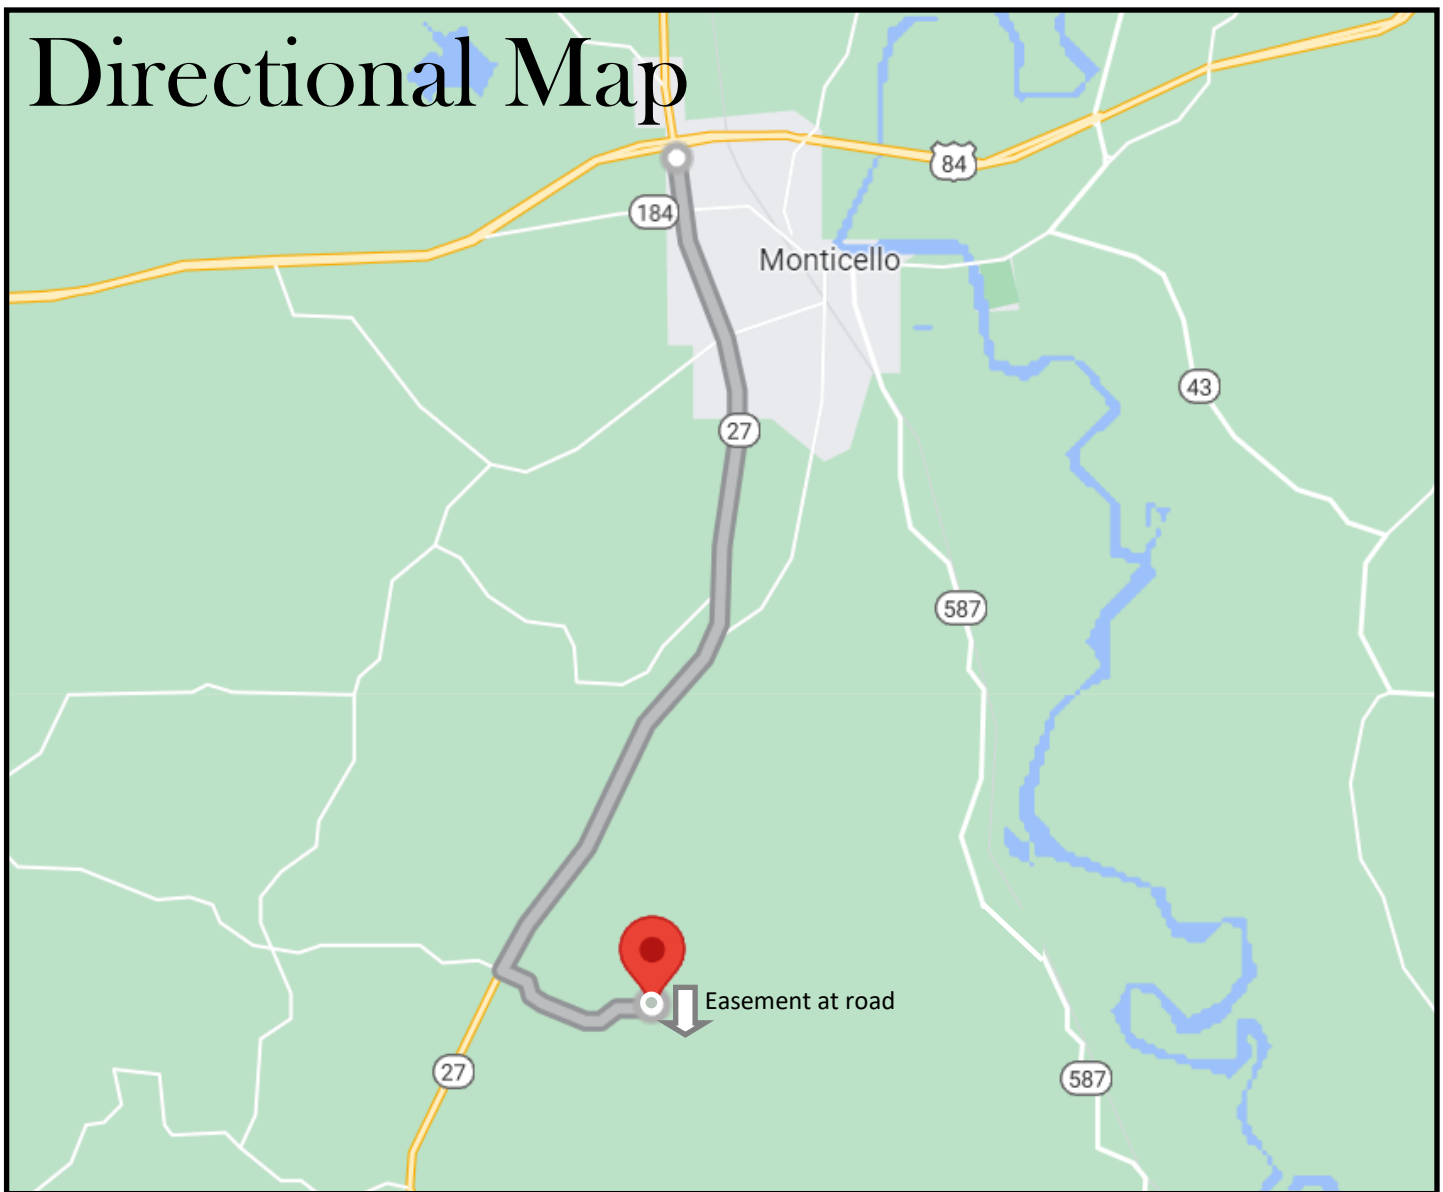 Directional Map
84
184
Monticello
43
27
587
Easement at road
27
587